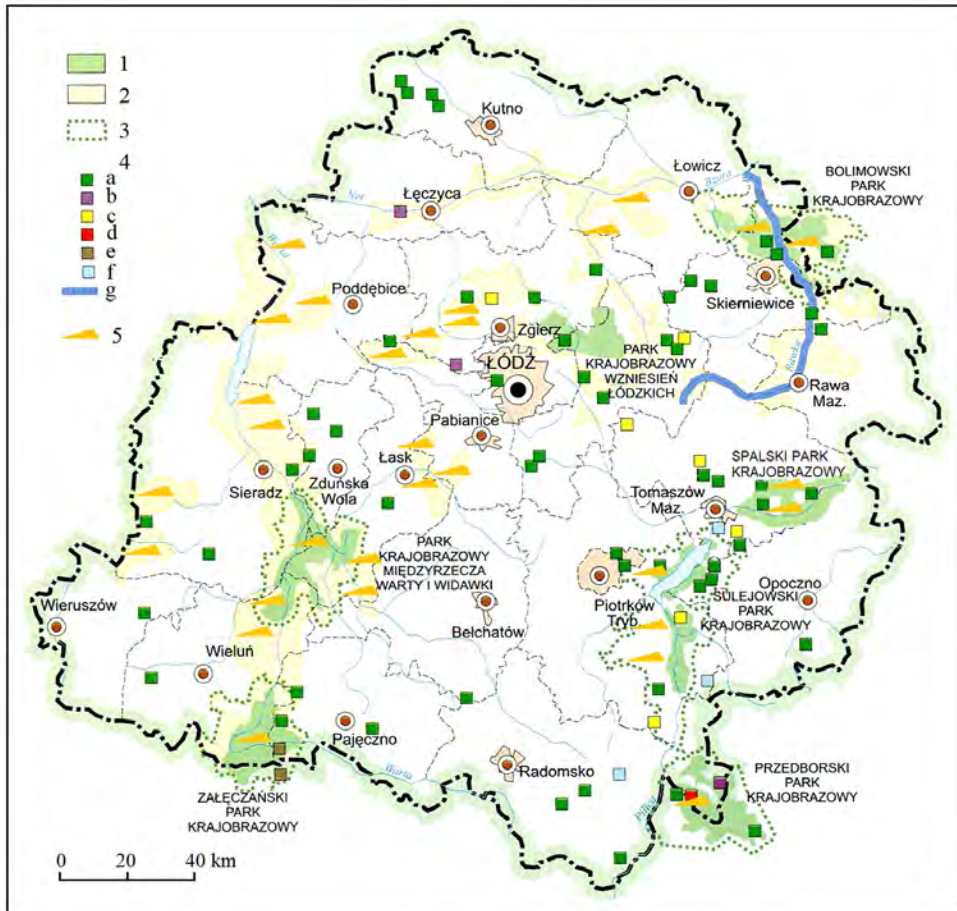 1
2
3
4
a
b
c
d
e
f
g
5
Kutno
Łowicz
Bzura
BOLIMOWSKI
PARK
KRAJOBRAZOWY
Ner
Łęczyca
Warta
Poddębice
Skierniewice
Zgierz
ŁÓDŹ
PARK
KRAJOBRAZOWY
WZNIESIEŃ
ŁÓDZKICH
Rawka
Rawa
Maz.
Pabianice
Sieradz
Zduńska
Wola
Łask
SPALSKI PARK
KRAJOBRAZOWY
Tomaszów
Maz.
PARK
KRAJOBRAZOWY
MIĘDZYRZECZA
WARTY I WIDAWKI
Wieruszów
Bełchatów
Piotrków
Tryb.
Opoczno
SULEJOWSKI
PARK
KRAJOBRAZOWY
Wieluń
Pajęczno
Warta
Radomsko
Pilica
PRZEDBORSKI
PARK
KRAJOBRAZOWY
ZAŁĘCZAŃSKI
PARK
KRAJOBRAZOWY
0 20 40 km